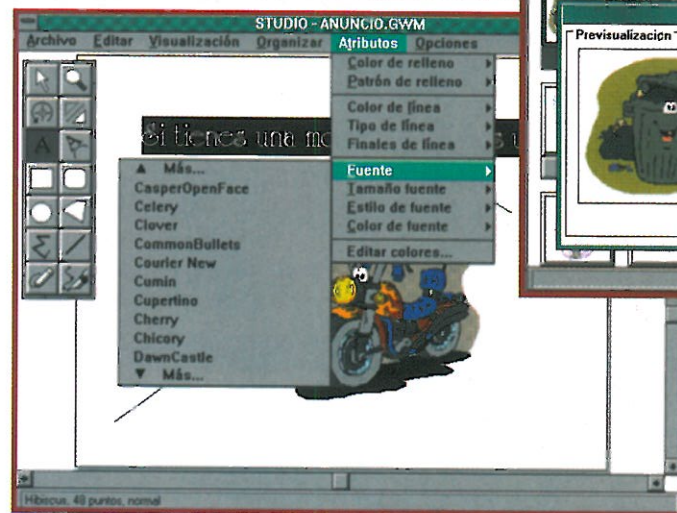 STUDIO - ANUNCIO.GWM
Archivo Editar Visualización Organizar Atributos Opciones
Color de relleno
Patrón de relleno
Color de línea
Tipo de línea
Finales de línea
Fuente
Tamaño fuente
Estilo de fuente
Color de fuente
Editar colores...
Si tienes una
Más...
CasperOpenFace
Celery
Clover
CommonBullets
Courier New
Cumin
Cupertino
Cherry
Chicory
DawnCastle
Más...
Hibiscus, 48 puntos, normal
Previsualización